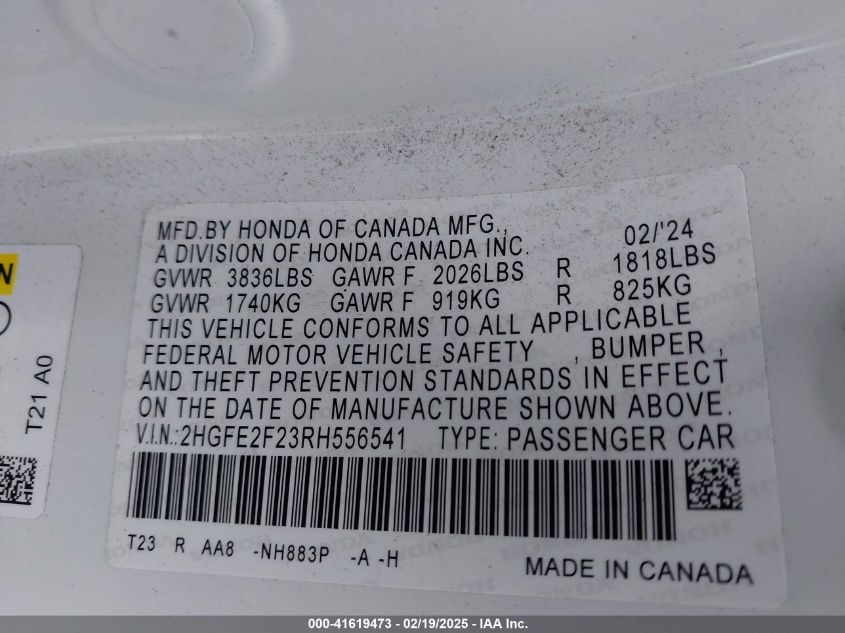 MFD.BY HONDA OF CANADA MFG., 02/'24
A DIVISION OF HONDA CANADA INC.
GVWR 3836LBS GAWR F 2026LBS R 1818LBS
GVWR 1740KG GAWR F 919KG R 825KG
THIS VEHICLE CONFORMS TO ALL APPLICABLE
FEDERAL MOTOR VEHICLE SAFETY , BUMPER ,
AND THEFT PREVENTION STANDARDS IN EFFECT
ON THE DATE OF MANUFACTURE SHOWN ABOVE.
V.I.N.:2HGFE2F23RH556541 TYPE: PASSENGER CAR
T23 R AA8 -NH883P -A -H
MADE IN CANADA
N
T21 A0
000-41619473 - 02/19/2025 - IAA Inc.